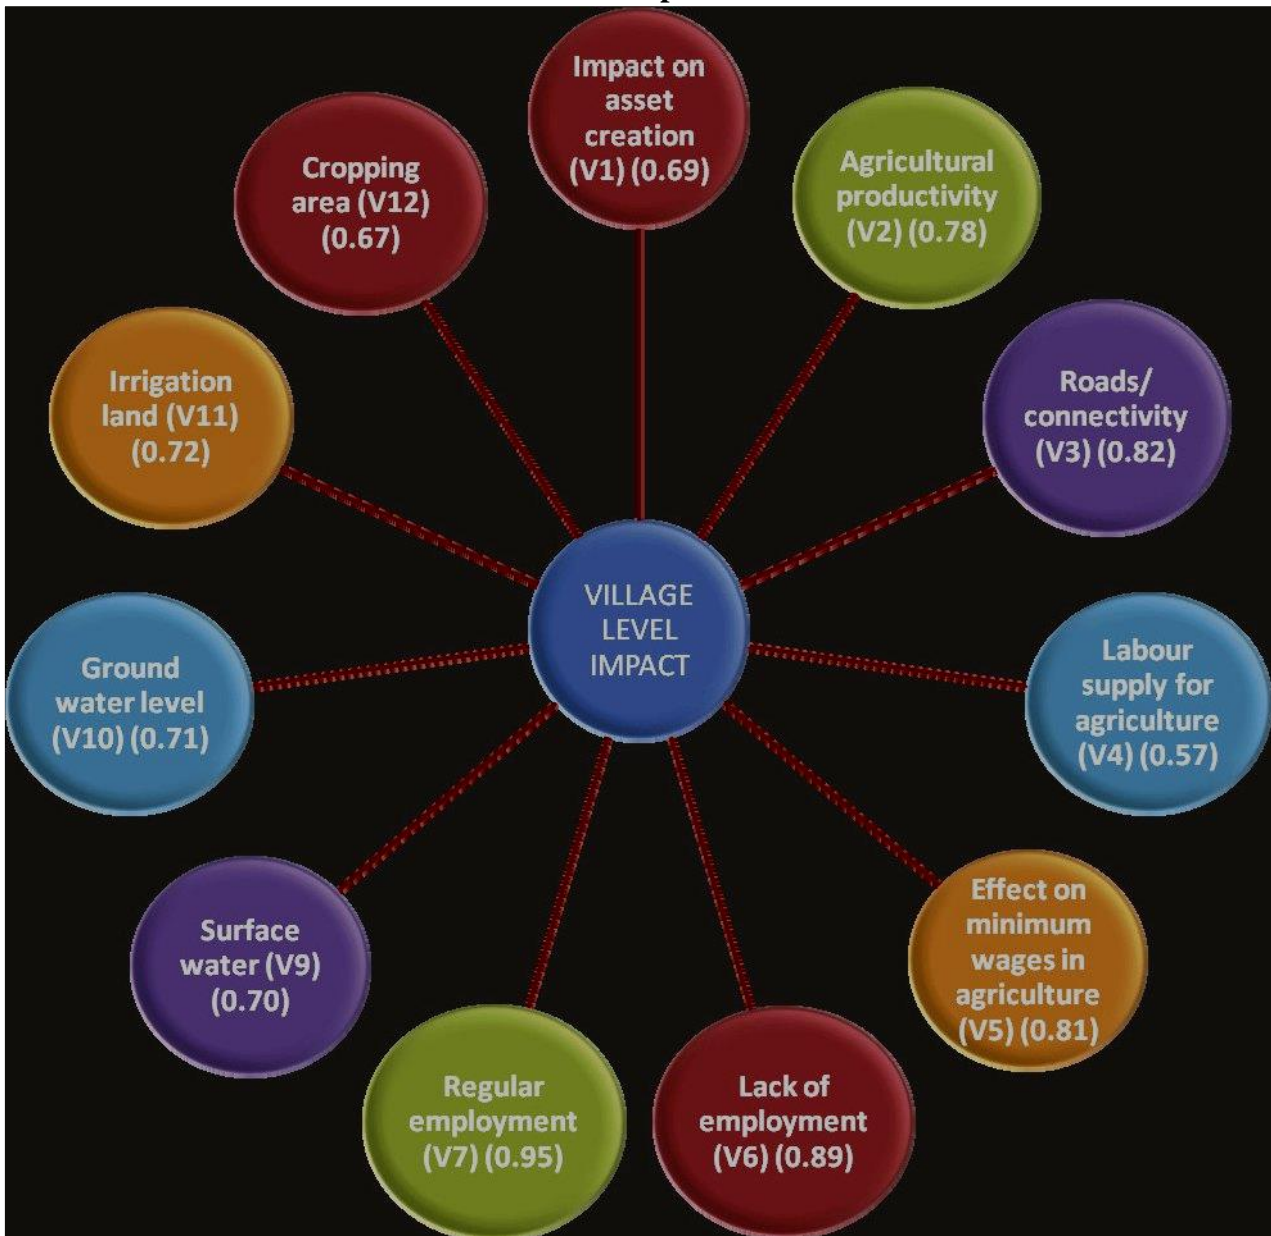 Impact on
asset
creation
(V1) (0.69)
Agricultural
productivity
(V2) (0.78)
Roads/
connectivity
(V3) (0.82)
Labour
supply for
agriculture
(V4) (0.57)
Effect on
minimum
wages in
agriculture
(V5) (0.81)
Lack of
employment
(V6) (0.89)
Regular
employment
(V7) (0.95)
Surface
water (V9)
(0.70)
Ground
water level
(V10) (0.71)
Irrigation
land (V11)
(0.72)
Cropping
area (V12)
(0.67)
VILLAGE
LEVEL
IMPACT